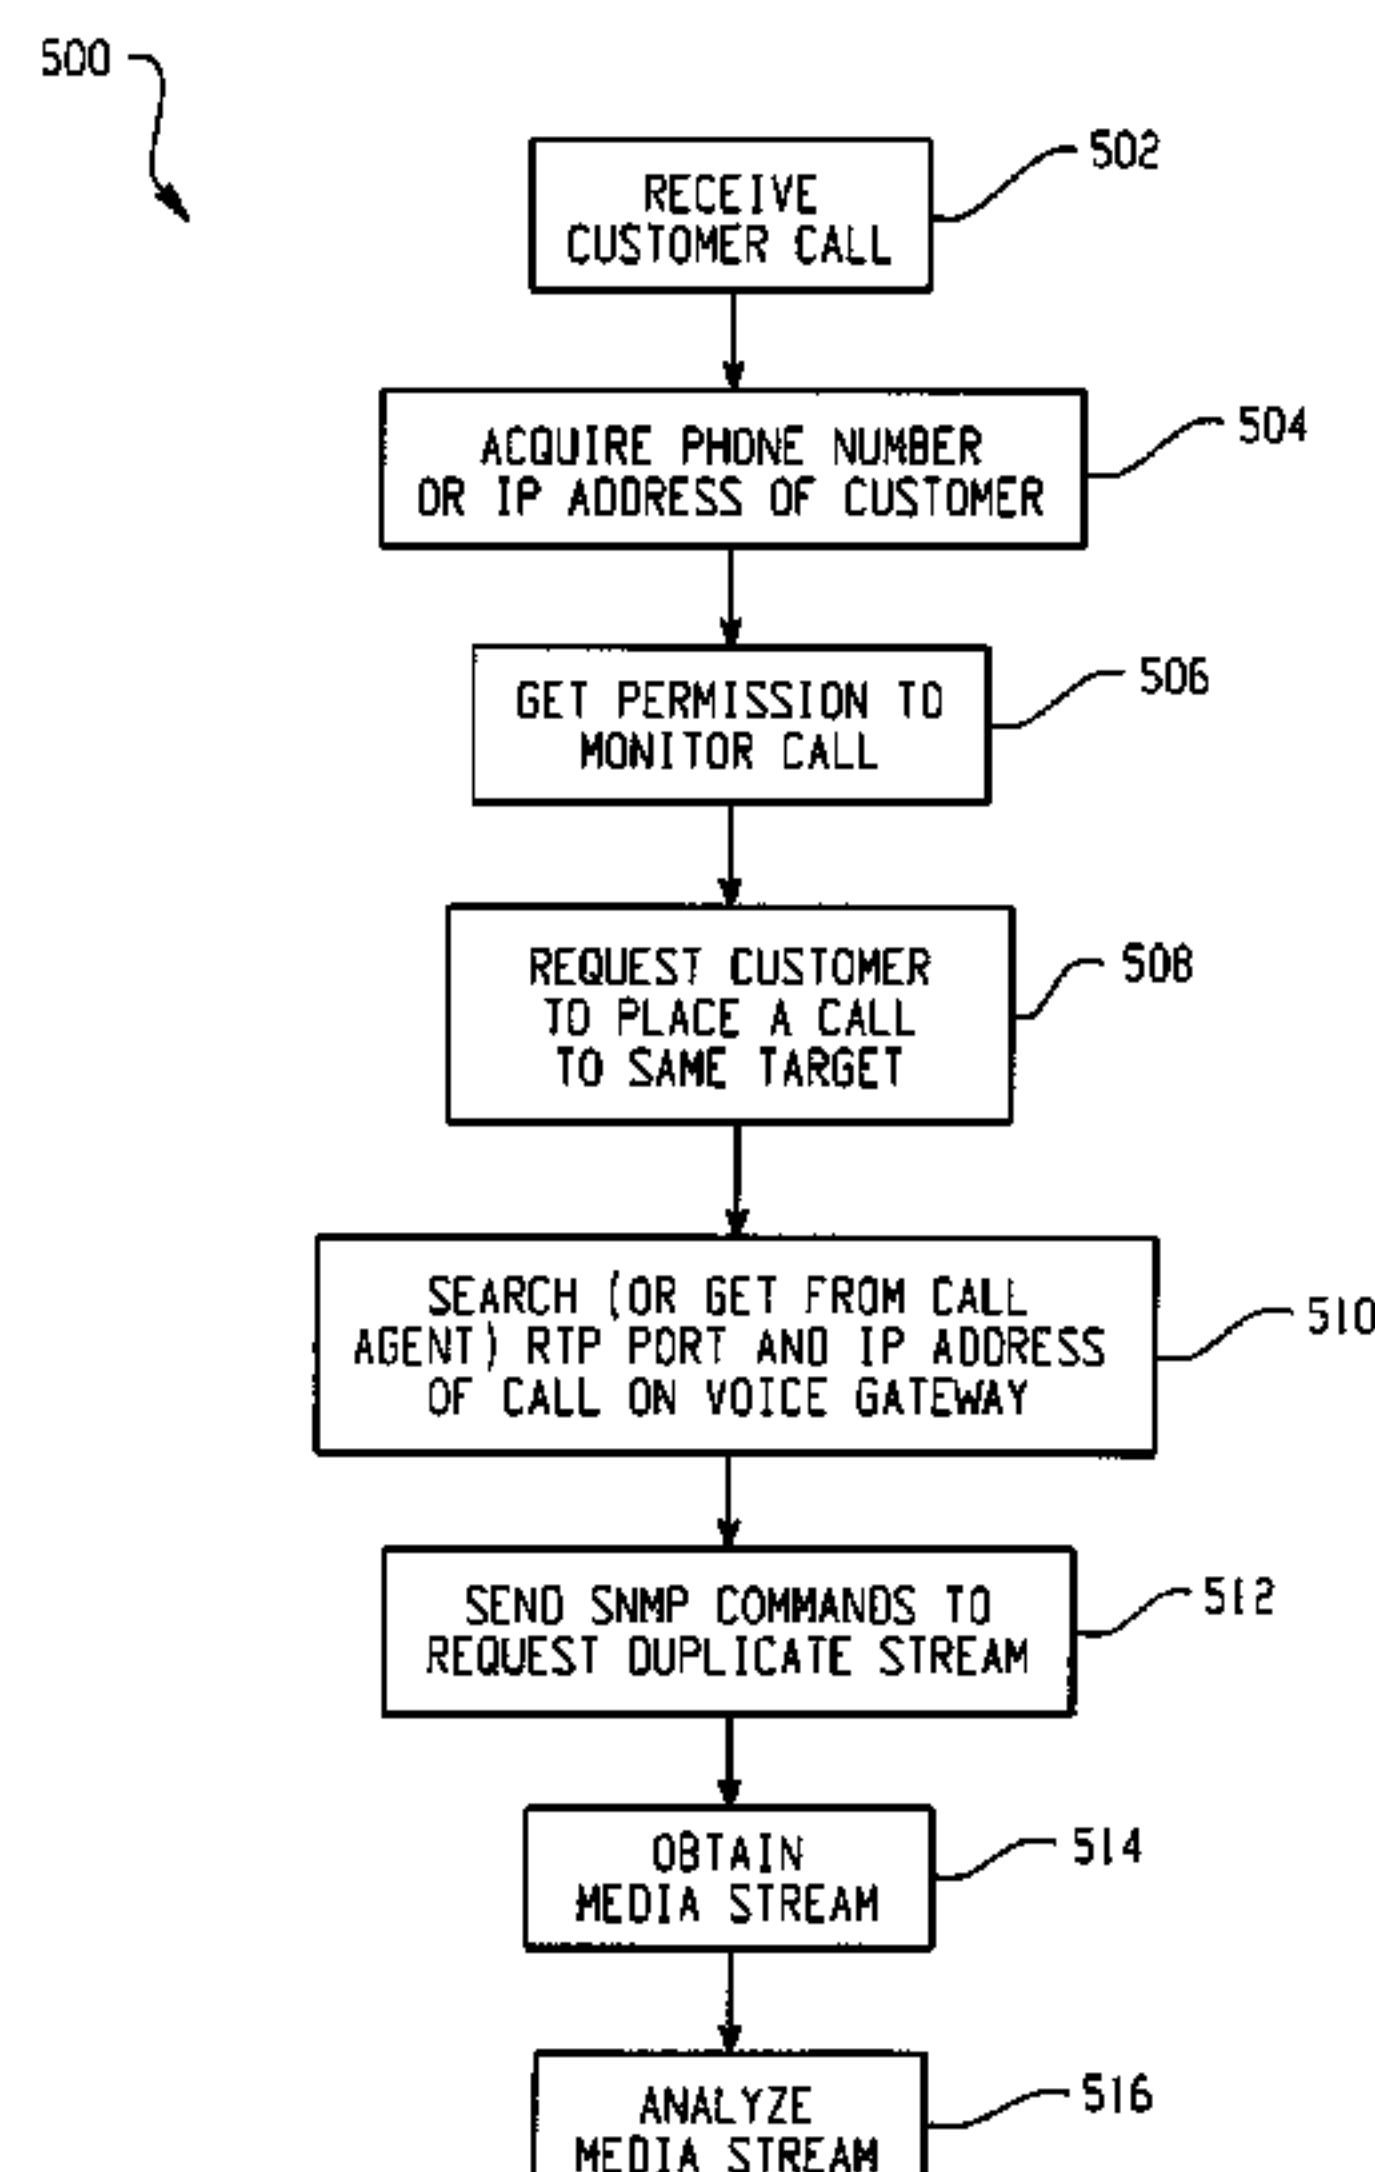 500
502
RECEIVE
CUSTOMER CALL
504
ACQUIRE PHONE NUMBER
OR IP ADDRESS OF CUSTOMER
506
GET PERMISSION TO
MONITOR CALL
508
REQUEST CUSTOMER
TO PLACE A CALL
TO SAME TARGET
510
SEARCH (OR GET FROM CALL
AGENT) RTP PORT AND IP ADDRESS
OF CALL ON VOICE GATEWAY
512
SEND SNMP COMMANDS TO
REQUEST DUPLICATE STREAM
514
OBTAIN
MEDIA STREAM
516
ANALYZE
MEDIA STREAM